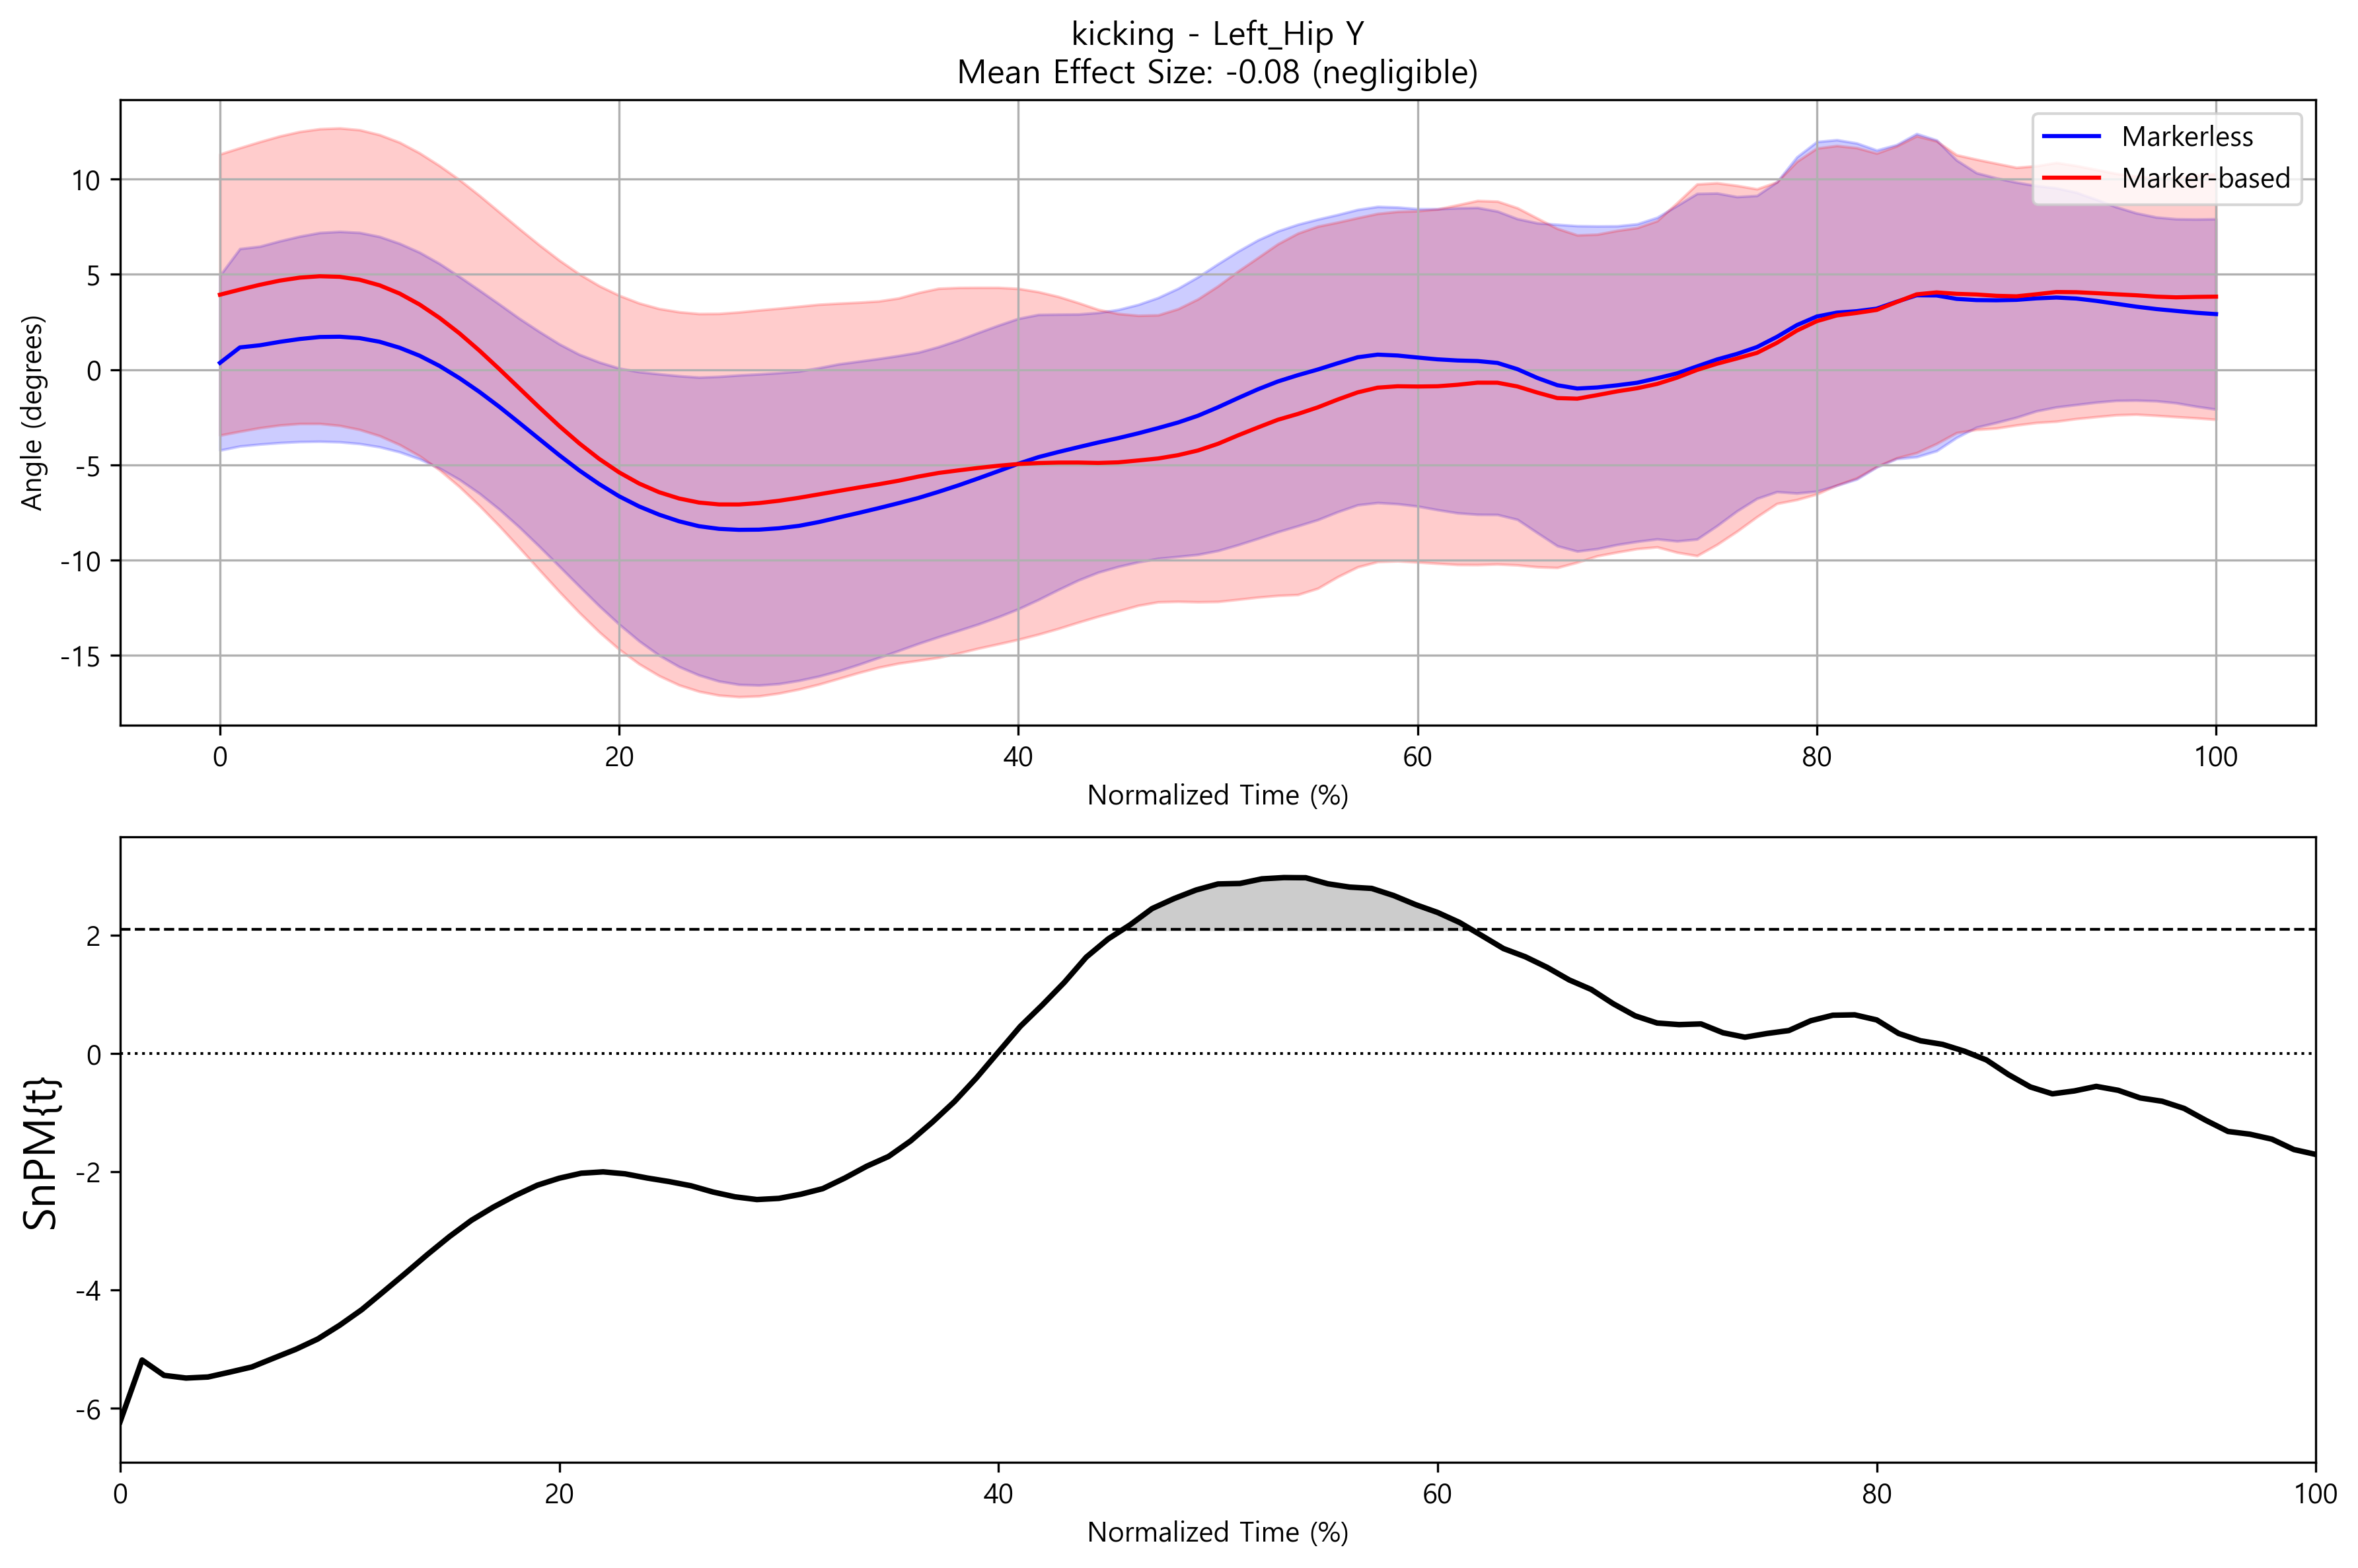 kicking - Left_Hip Y
Mean Effect Size: -0.08 (negligible)
Markerless
Marker-based
Angle (degrees)
10
5
0
-5
-10
-15
0 20 40 60 80 100
Normalized Time (%)
SnPM{t}
2
0
-2
-4
-6
0 20 40 60 80 100
Normalized Time (%)